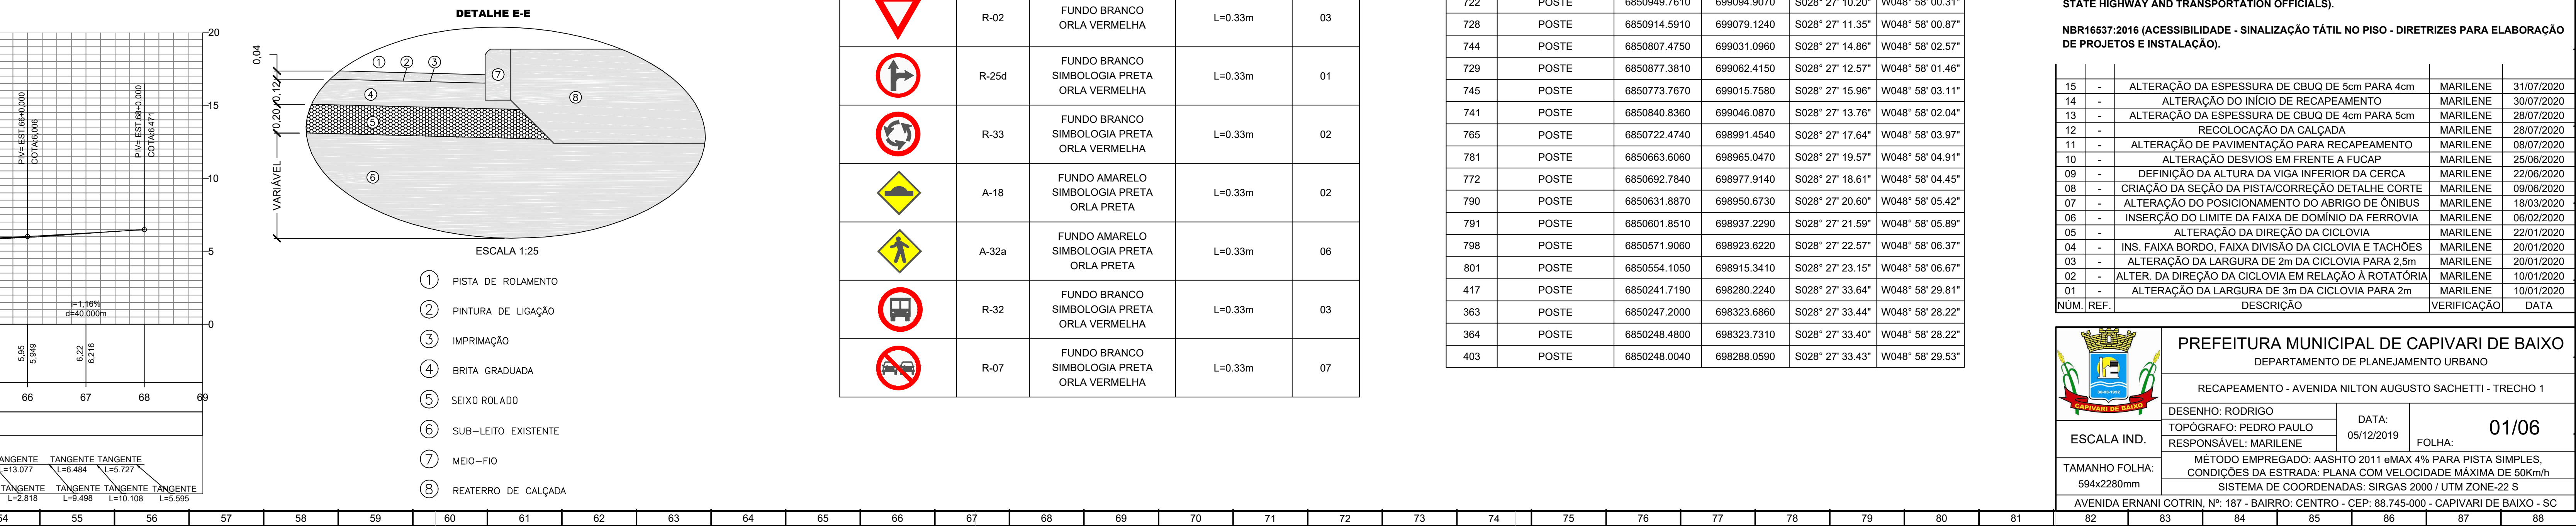 20
15
10
5
0
PIV= EST.66+0,000
COTA:6,006
PIV= EST.68+0,000
COTA:6,471
i=1,16%
d=40.000m
5,95
5,949
6,22
6,216
66
67
68
69
TANGENTE TANGENTE
L=13.077
L=6.484
L=5.727
TANGENTE TANGENTE TANGENTE TANGENTE
L=2.818
L=9.498
L=10.108
L=5.595
DETALHE E-E
0,04
0,12
0,20
VARIÁVEL
1 2 3
4
5
6
7
8
ESCALA 1:25
1 PISTA DE ROLAMENTO
2 PINTURA DE LIGAÇÃO
3 IMPRIMAÇÃO
4 BRITA GRADUADA
5 SEIXO ROLADO
6 SUB-LEITO EXISTENTE
7 MEIO-FIO
8 REATERRO DE CALÇADA
R-02 FUNDO BRANCO L=0.33m 03
ORLA VERMELHA
FUNDO BRANCO
R-25d SIMBOLOGIA PRETA L=0.33m 01
ORLA VERMELHA
FUNDO BRANCO
R-33 SIMBOLOGIA PRETA L=0.33m 02
ORLA VERMELHA
FUNDO AMARELO
A-18 SIMBOLOGIA PRETA L=0.33m 02
ORLA PRETA
FUNDO AMARELO
A-32a SIMBOLOGIA PRETA L=0.33m 06
ORLA PRETA
FUNDO BRANCO
R-32 SIMBOLOGIA PRETA L=0.33m 03
ORLA VERMELHA
FUNDO BRANCO
R-07 SIMBOLOGIA PRETA L=0.33m 07
ORLA VERMELHA
722 POSTE 6850949.7610 699094.9070 S028° 27' 10.20" W048° 58' 00.31"
728 POSTE 6850914.5910 699079.1240 S028° 27' 11.35" W048° 58' 00.87"
744 POSTE 6850807.4750 699031.0960 S028° 27' 14.86" W048° 58' 02.57"
729 POSTE 6850877.3810 699062.4150 S028° 27' 12.57" W048° 58' 01.46"
745 POSTE 6850773.7670 699015.7580 S028° 27' 15.96" W048° 58' 03.11"
741 POSTE 6850840.8360 699046.0870 S028° 27' 13.76" W048° 58' 02.04"
765 POSTE 6850722.4740 698991.4540 S028° 27' 17.64" W048° 58' 03.97"
781 POSTE 6850663.6060 698965.0470 S028° 27' 19.57" W048° 58' 04.91"
772 POSTE 6850692.7840 698977.9140 S028° 27' 18.61" W048° 58' 04.45"
790 POSTE 6850631.8870 698950.6730 S028° 27' 20.60" W048° 58' 05.42"
791 POSTE 6850601.8510 698937.2290 S028° 27' 21.59" W048° 58' 05.89"
798 POSTE 6850571.9060 698923.6220 S028° 27' 22.57" W048° 58' 06.37"
801 POSTE 6850554.1050 698915.3410 S028° 27' 23.15" W048° 58' 06.67"
417 POSTE 6850241.7190 698280.2240 S028° 27' 33.64" W048° 58' 29.81"
363 POSTE 6850247.2000 698323.6860 S028° 27' 33.44" W048° 58' 28.22"
364 POSTE 6850248.4800 698323.7310 S028° 27' 33.40" W048° 58' 28.22"
403 POSTE 6850248.0040 698288.0590 S028° 27' 33.43" W048° 58' 29.53"
STATE HIGHWAY AND TRANSPORTATION OFFICIALS).
NBR16537:2016 (ACESSIBILIDADE - SINALIZAÇÃO TÁTIL NO PISO - DIRETRIZES PARA ELABORAÇÃO
DE PROJETOS E INSTALAÇÃO).
15 - ALTERAÇÃO DA ESPESSURA DE CBUQ DE 5cm PARA 4cm MARILENE 31/07/2020
14 - ALTERAÇÃO DO INÍCIO DE RECAPEAMENTO MARILENE 30/07/2020
13 - ALTERAÇÃO DA ESPESSURA DE CBUQ DE 4cm PARA 5cm MARILENE 28/07/2020
12 - RECOLOCAÇÃO DA CALÇADA MARILENE 28/07/2020
11 - ALTERAÇÃO DE PAVIMENTAÇÃO PARA RECAPEAMENTO MARILENE 08/07/2020
10 - ALTERAÇÃO DESVIOS EM FRENTE A FUCAP MARILENE 25/06/2020
09 - DEFINIÇÃO DA ALTURA DA VIGA INFERIOR DA CERCA MARILENE 22/06/2020
08 - CRIAÇÃO DA SEÇÃO DA PISTA/CORREÇÃO DETALHE CORTE MARILENE 09/06/2020
07 - ALTERAÇÃO DO POSICIONAMENTO DO ABRIGO DE ÔNIBUS MARILENE 18/03/2020
06 - INSERÇÃO DO LIMITE DA FAIXA DE DOMÍNIO DA FERROVIA MARILENE 06/02/2020
05 - ALTERAÇÃO DA DIREÇÃO DA CICLOVIA MARILENE 22/01/2020
04 - INS. FAIXA BORDO, FAIXA DIVISÃO DA CICLOVIA E TACHÕES MARILENE 20/01/2020
03 - ALTERAÇÃO DA LARGURA DE 2m DA CICLOVIA PARA 2,5m MARILENE 20/01/2020
02 - ALTER. DA DIREÇÃO DA CICLOVIA EM RELAÇÃO À ROTATÓRIA MARILENE 10/01/2020
01 - ALTERAÇÃO DA LARGURA DE 3m DA CICLOVIA PARA 2m MARILENE 10/01/2020
NÚM. REF. DESCRIÇÃO VERIFICAÇÃO DATA
30-03-1992
CAPIVARI DE BAIXO
PREFEITURA MUNICIPAL DE CAPIVARI DE BAIXO
DEPARTAMENTO DE PLANEJAMENTO URBANO
RECAPEAMENTO - AVENIDA NILTON AUGUSTO SACHETTI - TRECHO 1
DESENHO: RODRIGO
TOPÓGRAFO: PEDRO PAULO
RESPONSÁVEL: MARILENE
DATA:
05/12/2019
FOLHA:
01/06
ESCALA IND.
TAMANHO FOLHA:
594x2280mm
MÉTODO EMPREGADO: AASHTO 2011 eMAX 4% PARA PISTA SIMPLES,
CONDIÇÕES DA ESTRADA: PLANA COM VELOCIDADE MÁXIMA DE 50Km/h
SISTEMA DE COORDENADAS: SIRGAS 2000 / UTM ZONE-22 S
AVENIDA ERNANI COTRIN, Nº: 187 - BAIRRO: CENTRO - CEP: 88.745-000 - CAPIVARI DE BAIXO - SC
54 55 56 57 58 59 60 61 62 63 64 65 66 67 68 69 70 71 72 73 74 75 76 77 78 79 80 81 82 83 84 85 86 87 88